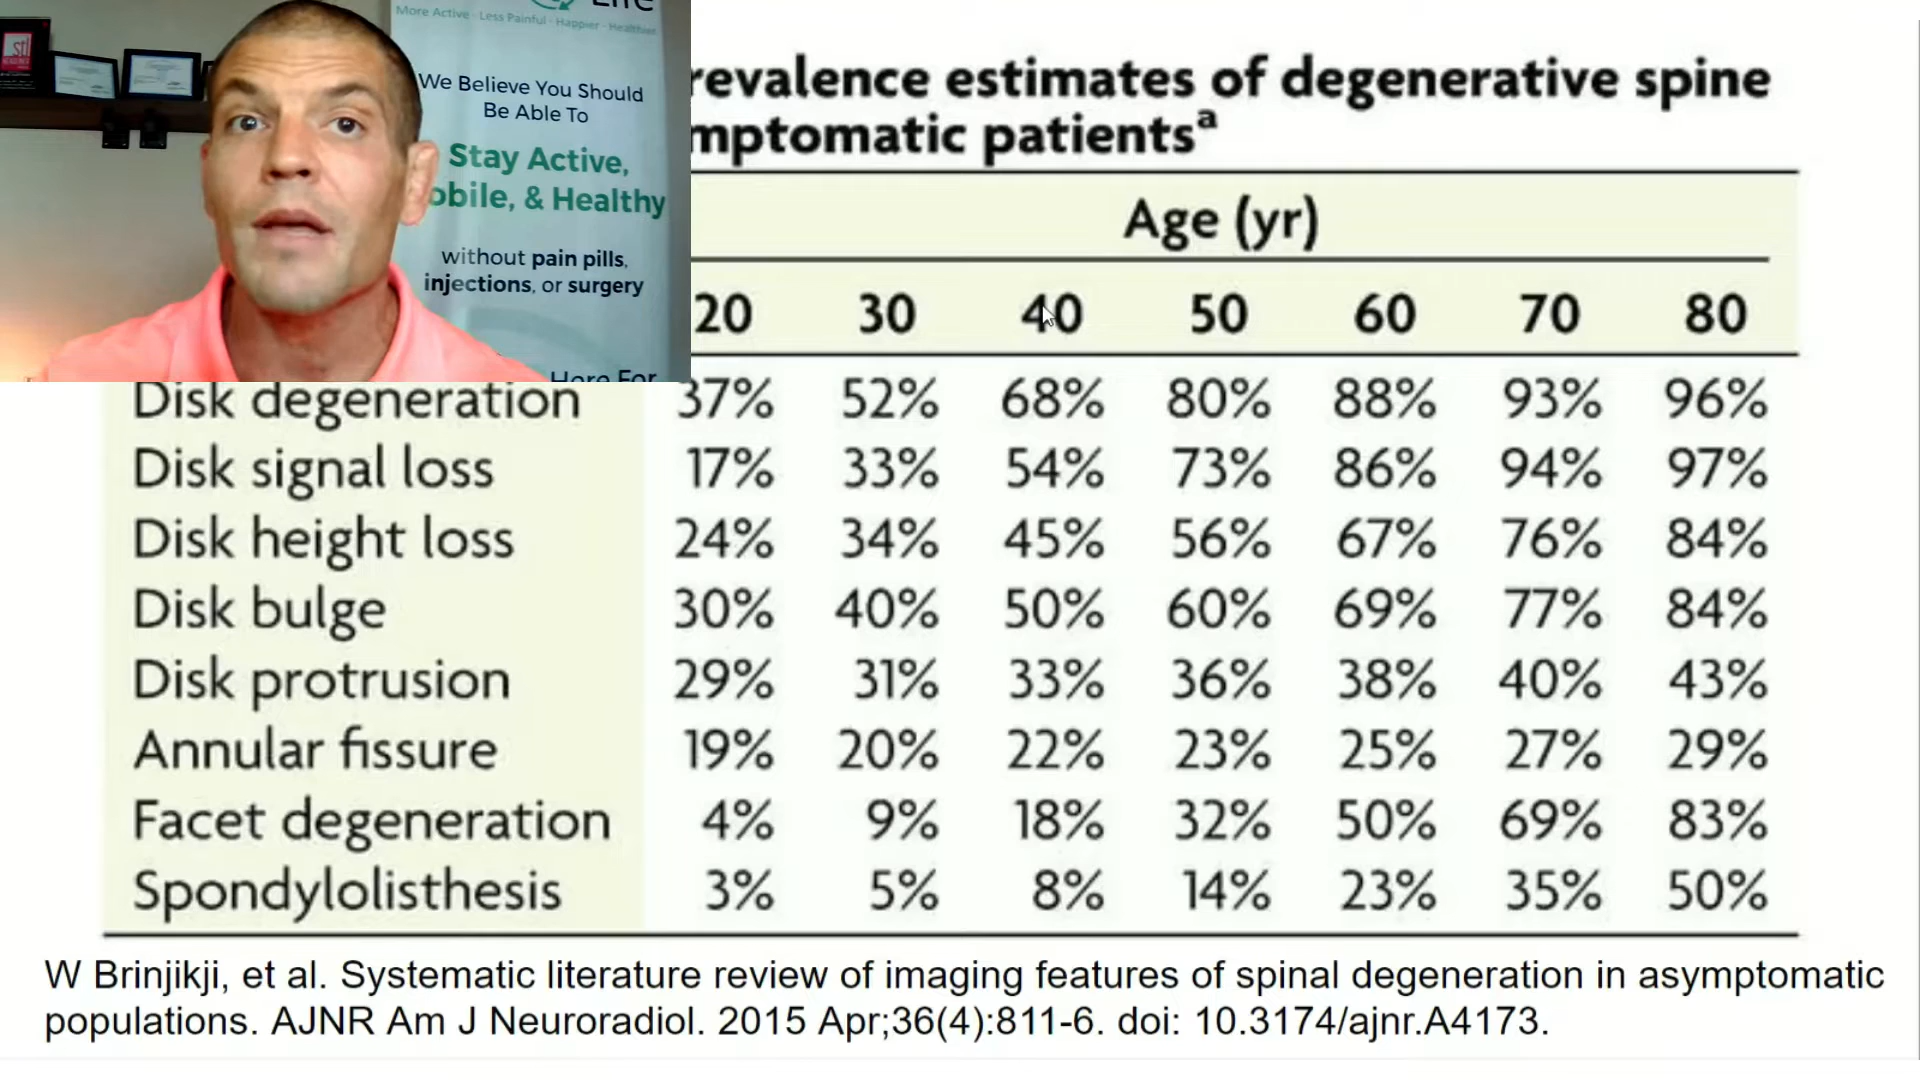 More Active · Less Painful · Happier · Healthier
We Believe You Should
Be Able To
Stay Active,
obile, & Healthy
without pain pills,
injections, or surgery
revalence estimates of degenerative spine
mptomatic patientsᵃ
Age (yr)
20 30 40 50 60 70 80
Disk degeneration 37% 52% 68% 80% 88% 93% 96%
Disk signal loss 17% 33% 54% 73% 86% 94% 97%
Disk height loss 24% 34% 45% 56% 67% 76% 84%
Disk bulge 30% 40% 50% 60% 69% 77% 84%
Disk protrusion 29% 31% 33% 36% 38% 40% 43%
Annular fissure 19% 20% 22% 23% 25% 27% 29%
Facet degeneration 4% 9% 18% 32% 50% 69% 83%
Spondylolisthesis 3% 5% 8% 14% 23% 35% 50%
W Brinjikji, et al. Systematic literature review of imaging features of spinal degeneration in asymptomatic
populations. AJNR Am J Neuroradiol. 2015 Apr;36(4):811-6. doi: 10.3174/ajnr.A4173.